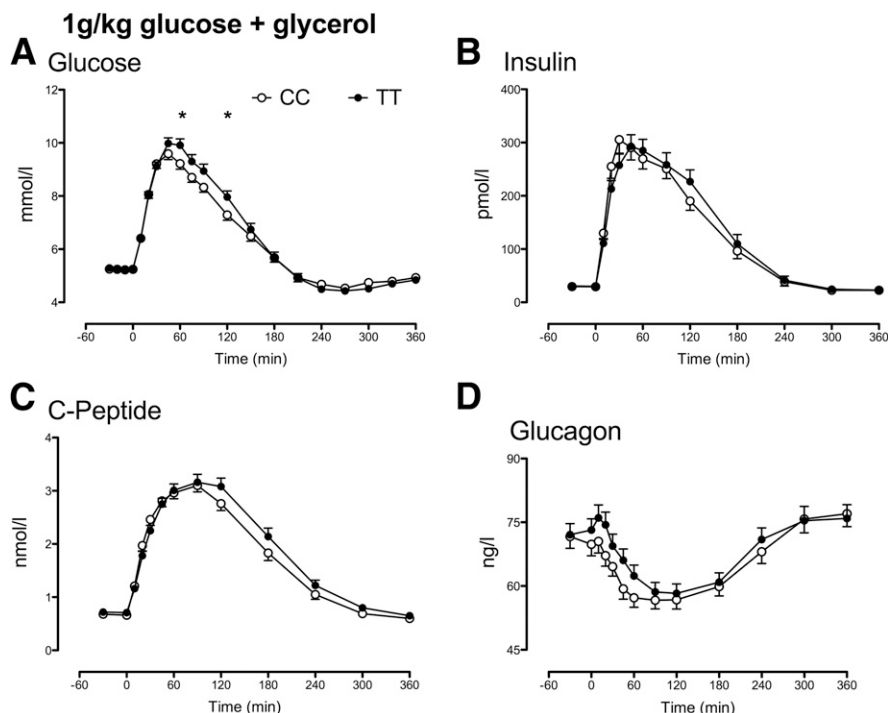 1g/kg glucose + glycerol
A Glucose
12
10
8
6
4
mmol/l
* *
CC TT
-60 0 60 120 180 240 300 360
Time (min)
B Insulin
400
300
200
100
0
pmol/l
-60 0 60 120 180 240 300 360
Time (min)
C C-Peptide
4
3
2
1
0
nmol/l
-60 0 60 120 180 240 300 360
Time (min)
D Glucagon
90
75
60
45
ng/l
-60 0 60 120 180 240 300 360
Time (min)